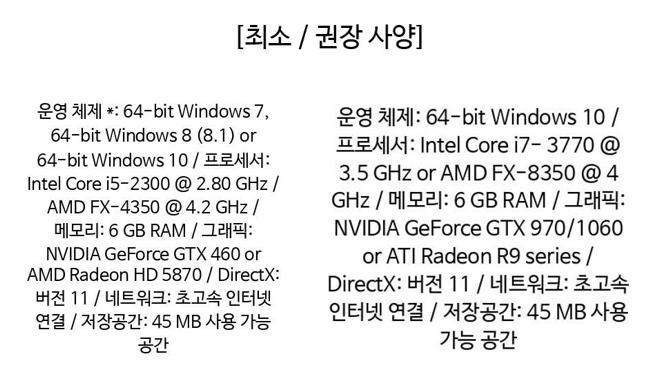 [최소 / 권장 사양]
운영 체제 *: 64-bit Windows 7,
64-bit Windows 8 (8.1) or
64-bit Windows 10 / 프로세서:
Intel Core i5-2300 @ 2.80 GHz /
AMD FX-4350 @ 4.2 GHz /
메모리: 6 GB RAM / 그래픽:
NVIDIA GeForce GTX 460 or
AMD Radeon HD 5870 / DirectX:
버전 11 / 네트워크: 초고속 인터넷
연결 / 저장공간: 45 MB 사용 가능
공간
운영 체제: 64-bit Windows 10 /
프로세서: Intel Core i7- 3770 @
3.5 GHz or AMD FX-8350 @ 4
GHz / 메모리: 6 GB RAM / 그래픽:
NVIDIA GeForce GTX 970/1060
or ATI Radeon R9 series /
DirectX: 버전 11 / 네트워크: 초고속
인터넷 연결 / 저장공간: 45 MB 사용
가능 공간